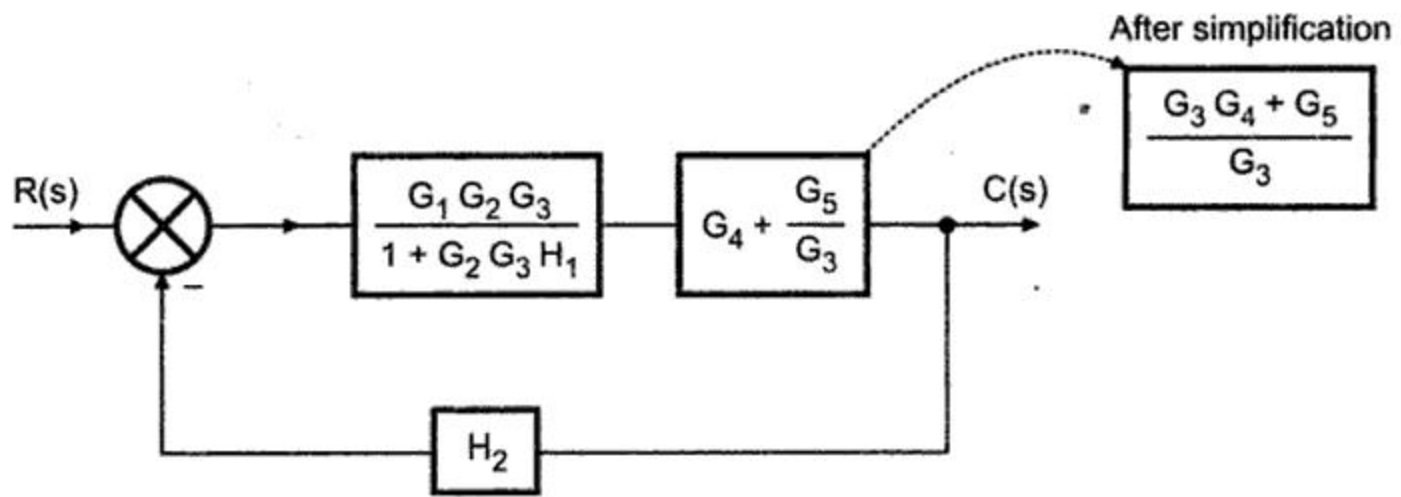 After simplification
G₃ G₄ + G₅
G₃
R(s)
G₁ G₂ G₃
1 + G₂ G₃ H₁
G₄ + G₅
G₃
C(s)
–
H₂